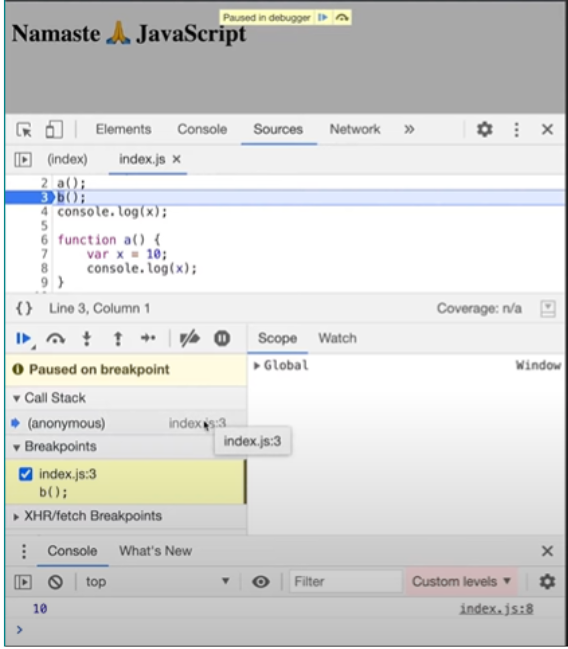 Paused in debugger
Namaste 🙏 JavaScript
Elements Console Sources Network »
(index) index.js ×
2 a();
3 b();
4 console.log(x);
5
6 function a() {
7 var x = 10;
8 console.log(x);
9 }
{} Line 3, Column 1 Coverage: n/a
Scope Watch
Paused on breakpoint
Global Window
Call Stack
(anonymous) index.js:3
index.js:3
Breakpoints
index.js:3
b();
XHR/fetch Breakpoints
Console What's New
top Filter Custom levels
10 index.js:8